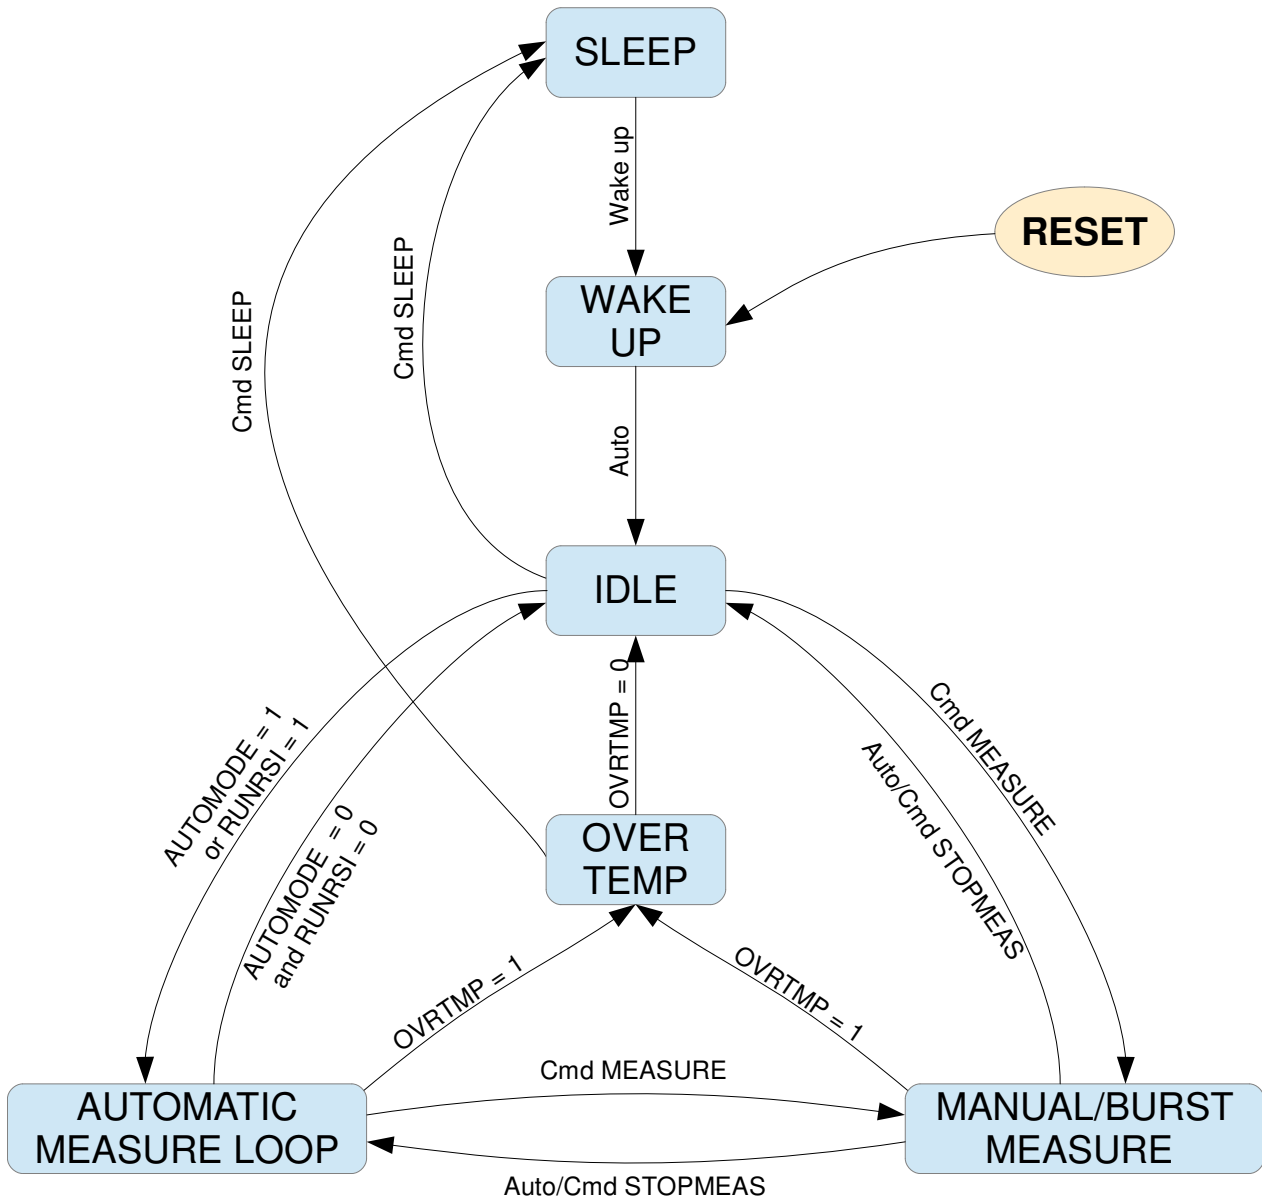 SLEEP
Wake up
RESET
Cmd SLEEP
Cmd SLEEP
WAKE
UP
Auto
IDLE
AUTOMODE = 1
or RUNRSI = 1
AUTOMODE = 0
and RUNRSI = 0
OVRTMP = 0
Cmd MEASURE
Auto/Cmd STOPMEAS
OVER
TEMP
OVRTMP = 1
OVRTMP = 1
Cmd MEASURE
AUTOMATIC
MEASURE LOOP
MANUAL/BURST
MEASURE
Auto/Cmd STOPMEAS